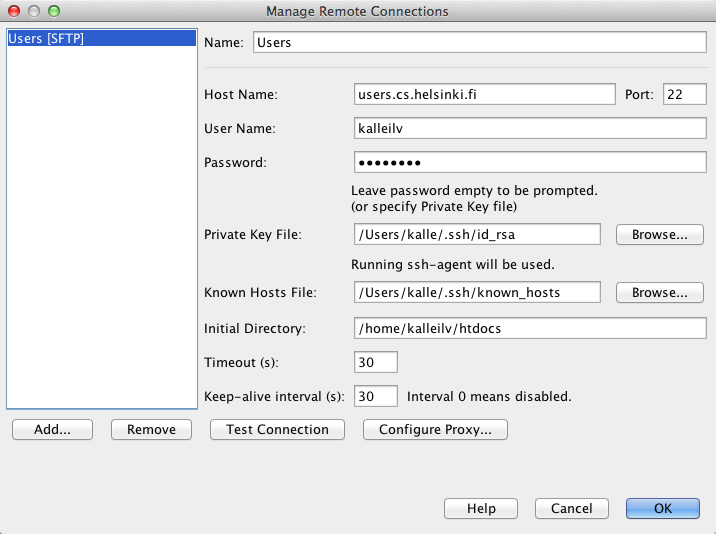 Manage Remote Connections
Users [SFTP]
Name: Users
Host Name: users.cs.helsinki.fi Port: 22
User Name: kalleilv
Password: ••••••••
Leave password empty to be prompted.
(or specify Private Key file)
Private Key File: /Users/kalle/.ssh/id_rsa Browse...
Running ssh-agent will be used.
Known Hosts File: /Users/kalle/.ssh/known_hosts Browse...
Initial Directory: /home/kalleilv/htdocs
Timeout (s): 30
Keep-alive interval (s): 30 Interval 0 means disabled.
Add... Remove Test Connection Configure Proxy...
Help Cancel OK